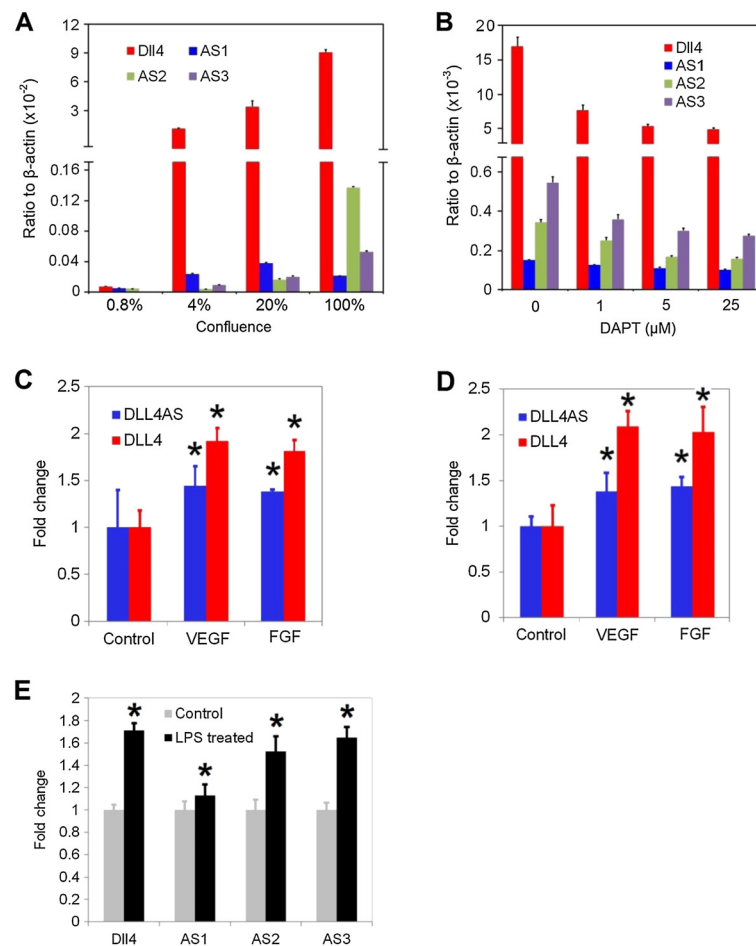 A
Ratio to β-actin (x10⁻²)
Dll4 AS1
AS2 AS3
12
9
6
3
0.16
0.12
0.08
0.04
0
0.8% 4% 20% 100%
Confluence
B
Ratio to β-actin (x10⁻³)
Dll4
AS1
AS2
AS3
20
15
10
5
0.6
0.4
0.2
0
0 1 5 25
DAPT (μM)
C
Fold change
DLL4AS
DLL4
2.5
2
1.5
1
0.5
0
* * * *
Control VEGF FGF
D
Fold change
DLL4AS
DLL4
2.5
2
1.5
1
0.5
0
* * * *
Control VEGF FGF
E
Fold change
Control
LPS treated
2
1.8
1.6
1.4
1.2
1
0.8
0.6
0.4
0.2
0
* * * *
Dll4 AS1 AS2 AS3